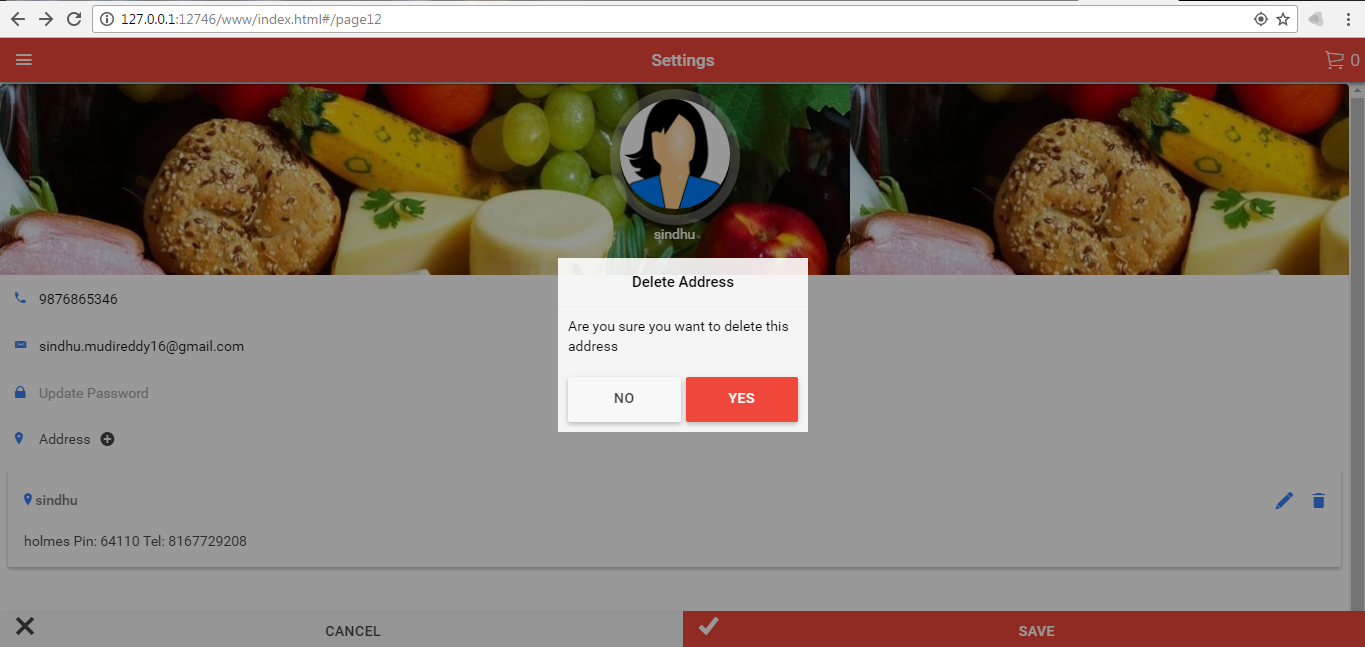 127.0.0.1:12746/www/index.html#/page12
Settings
0
sindhu
Delete Address
Are you sure you want to delete this
address
NO
YES
9876865346
sindhu.mudireddy16@gmail.com
Update Password
Address
sindhu
holmes Pin: 64110 Tel: 8167729208
CANCEL
SAVE